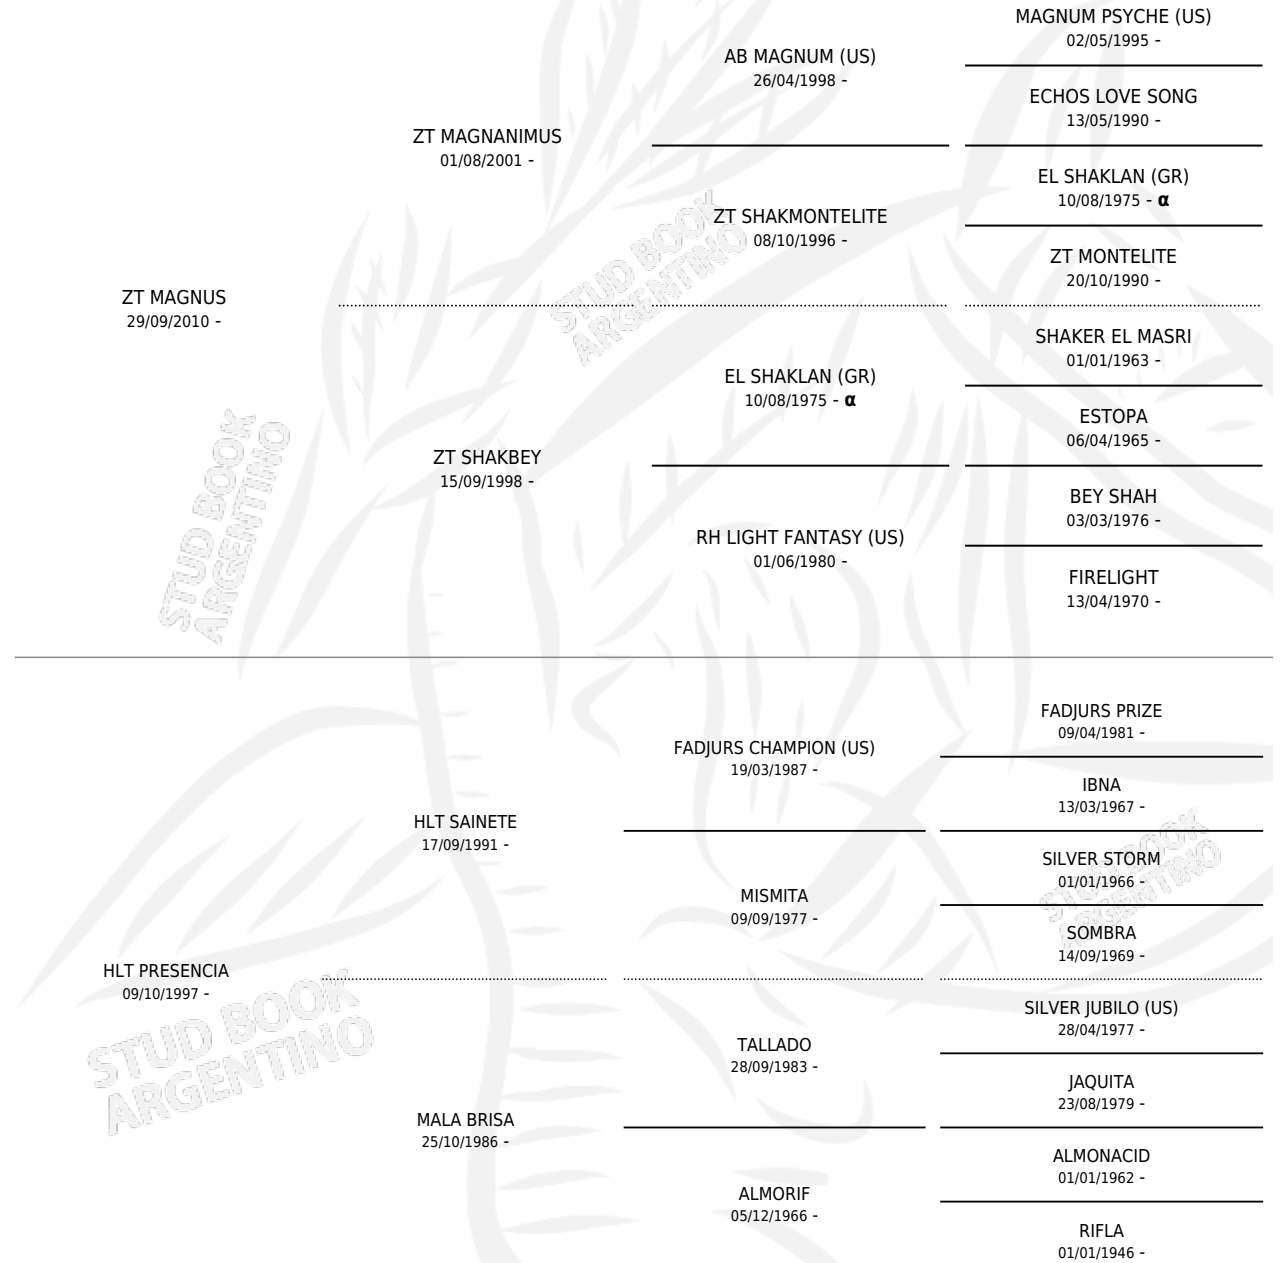 MAGNUM PSYCHE (US)
02/05/1995 -
AB MAGNUM (US)
26/04/1998 -
ECHOS LOVE SONG
13/05/1990 -
ZT MAGNANIMUS
01/08/2001 -
EL SHAKLAN (GR)
10/08/1975 - α
ZT SHAKMONTELITE
08/10/1996 -
ZT MONTELITE
20/10/1990 -
ZT MAGNUS
29/09/2010 -
SHAKER EL MASRI
01/01/1963 -
EL SHAKLAN (GR)
10/08/1975 - α
ESTOPA
06/04/1965 -
ZT SHAKBEY
15/09/1998 -
BEY SHAH
03/03/1976 -
RH LIGHT FANTASY (US)
01/06/1980 -
FIRELIGHT
13/04/1970 -
FADJURS PRIZE
09/04/1981 -
FADJURS CHAMPION (US)
19/03/1987 -
IBNA
13/03/1967 -
HLT SAINETE
17/09/1991 -
SILVER STORM
01/01/1966 -
MISMITA
09/09/1977 -
SOMBRA
14/09/1969 -
HLT PRESENCIA
09/10/1997 -
SILVER JUBILO (US)
28/04/1977 -
TALLADO
28/09/1983 -
JAQUITA
23/08/1979 -
MALA BRISA
25/10/1986 -
ALMONACID
01/01/1962 -
ALMORIF
05/12/1966 -
RIFLA
01/01/1946 -
STUD BOOK
ARGENTINO
STUD BOOK
ARGENTINO
STUD BOOK
ARGENTINO
STUD BOOK
ARGENTINO